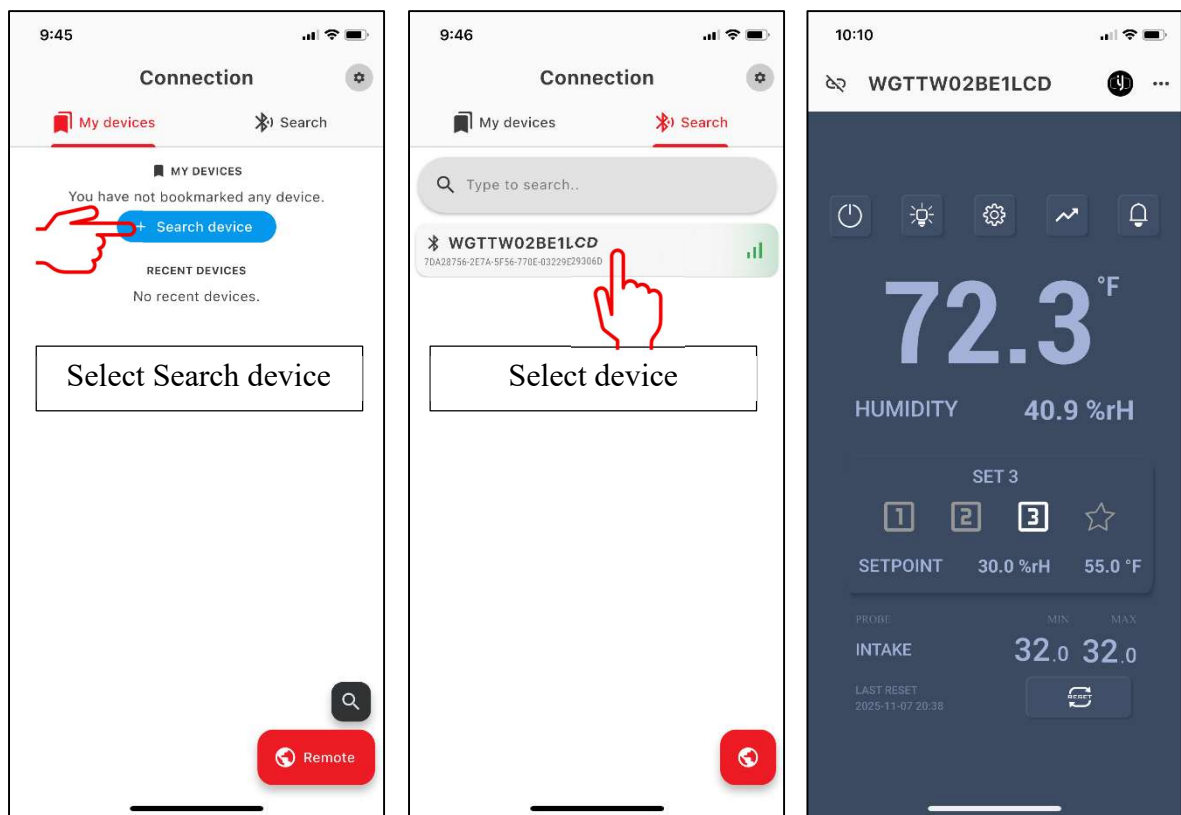 9:45
Connection
My devices
Search
MY DEVICES
You have not bookmarked any device.
+ Search device
RECENT DEVICES
No recent devices.
Select Search device
Remote
9:46
Connection
My devices
Search
Type to search..
WGTTW02BE1LCD
7DA28756-2E7A-5F56-770E-03229E29306D
Select device
10:10
WGTTW02BE1LCD
72.3 °F
HUMIDITY 40.9 %rH
SET 3
1 2 3
SETPOINT 30.0 %rH 55.0 °F
PROBE MIN MAX
INTAKE 32.0 32.0
LAST RESET
2025-11-07 20:38
RESET